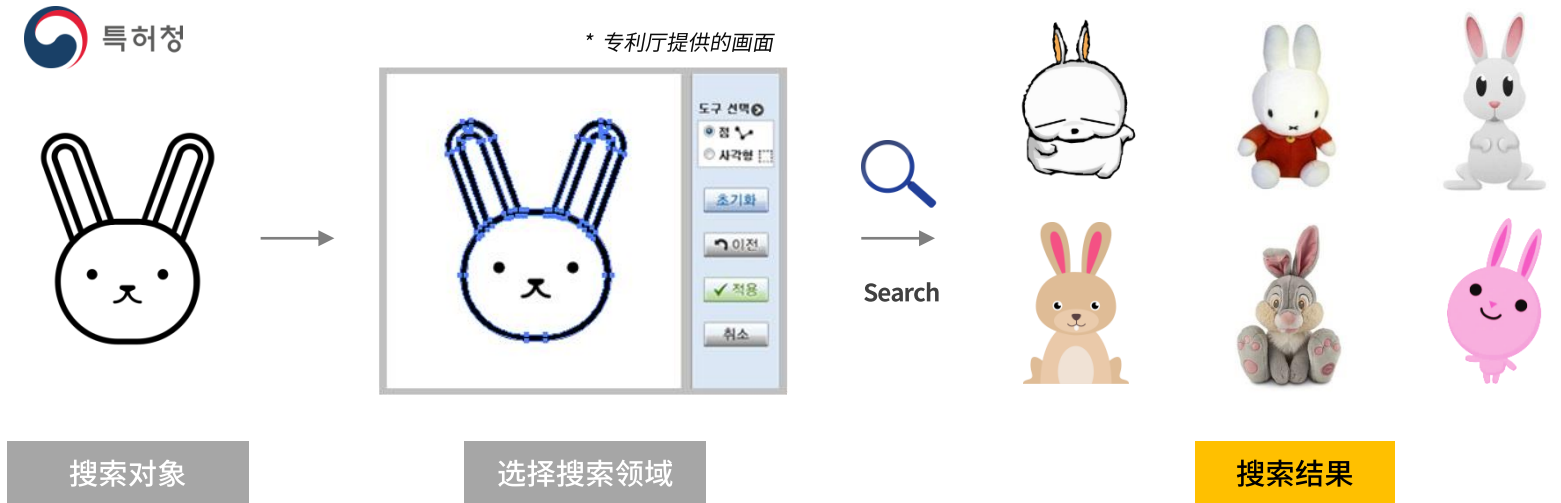 특허청
* 专利厅提供的画面
도구 선택
점
사각형
초기화
이전
적용
취소
Search
搜索对象
选择搜索领域
搜索结果